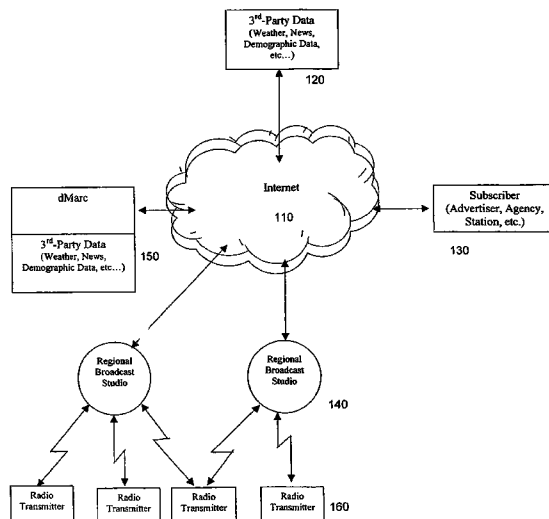 3rd-Party Data
(Weather, News,
Demographic Data,
etc...)
120
Internet
110
dMarc
3rd-Party Data
(Weather, News,
Demographic Data, etc...)
150
Subscriber
(Advertiser, Agency,
Station, etc.)
130
Regional
Broadcast
Studio
Regional
Broadcast
Studio
140
Radio
Transmitter
Radio
Transmitter
Radio
Transmitter
Radio
Transmitter
160